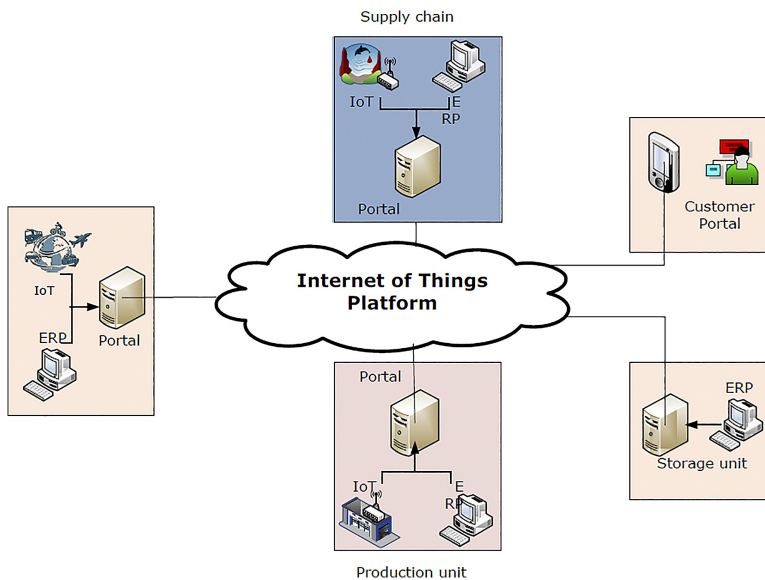 Supply chain
IoT
E
RP
Portal
Customer
Portal
Internet of Things
Platform
IoT
ERP
Portal
Portal
IoT
E
RP
ERP
Storage unit
Production unit